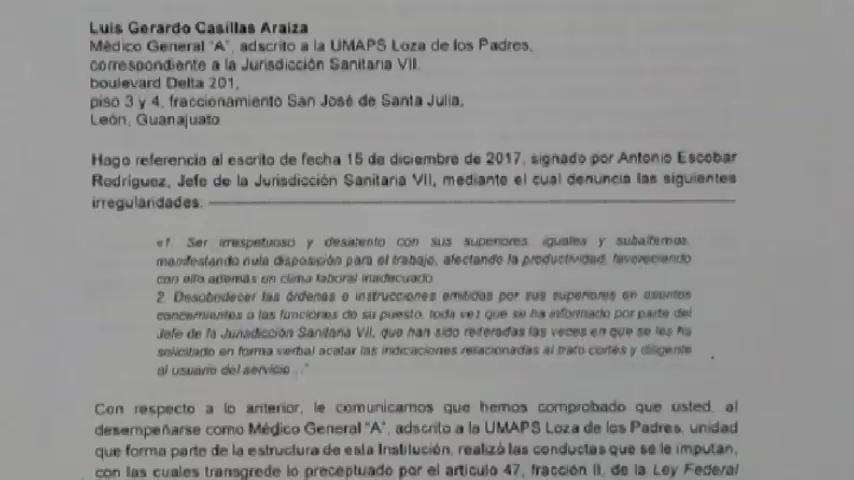 Luis Gerardo Casillas Araiza
Médico General "A", adscrito a la UMAPS Loza de los Padres,
correspondiente a la Jurisdicción Sanitaria VII,
boulevard Delta 201,
piso 3 y 4, fraccionamiento San José de Santa Julia,
León, Guanajuato
Hago referencia al escrito de fecha 15 de diciembre de 2017, signado por Antonio Escobar
Rodríguez, Jefe de la Jurisdicción Sanitaria VII, mediante el cual denuncia las siguientes
irregularidades.
«1. Ser irrespetuoso y desatento con sus superiores, iguales y subalternos,
manifestando nula disposición para el trabajo, afectando la productividad, favoreciendo
con ello además un clima laboral inadecuado.
2. Desobedecer las órdenes e instrucciones emitidas por sus superiores en asuntos
concernientes a las funciones de su puesto, toda vez que se ha informado por parte del
Jefe de la Jurisdicción Sanitaria VII, que han sido reiteradas las veces en que se les ha
solicitado en forma verbal acatar las indicaciones relacionadas al trato cortés y diligente
al usuario del servicio..."
Con respecto a lo anterior, le comunicamos que hemos comprobado que usted, al
desempeñarse como Médico General "A", adscrito a la UMAPS Loza de los Padres, unidad
que forma parte de la estructura de esta Institución, realizó las conductas que se le imputan,
con las cuales transgrede lo preceptuado por el artículo 47, fracción II, de la Ley Federal